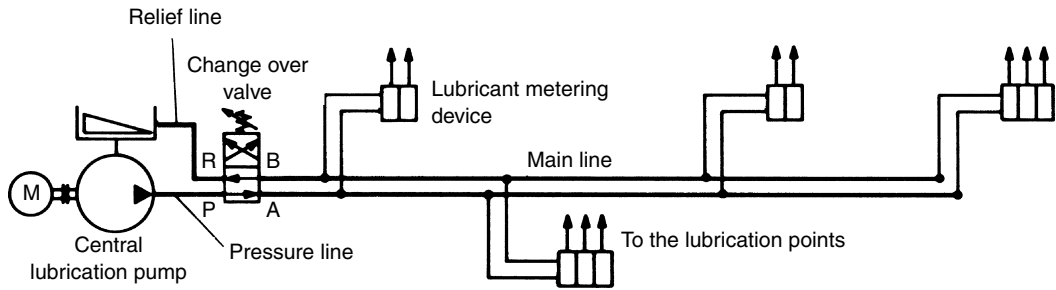 Relief line
Change over
valve
Lubricant metering
device
R
B
Main line
M
P
A
Central
lubrication pump
Pressure line
To the lubrication points